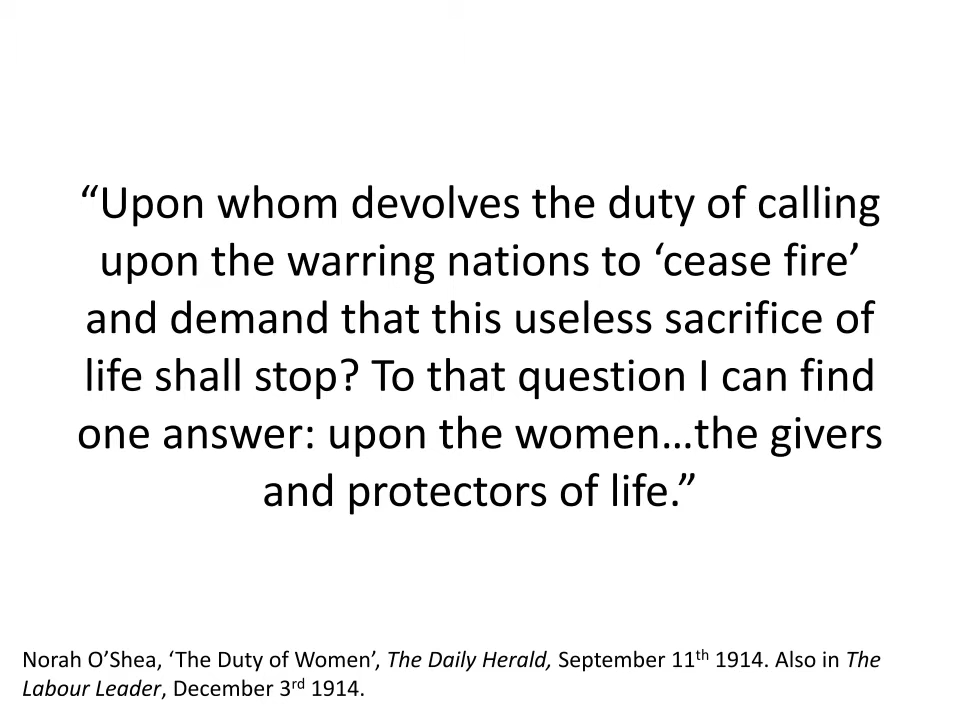 “Upon whom devolves the duty of calling
upon the warring nations to ‘cease fire’
and demand that this useless sacrifice of
life shall stop? To that question I can find
one answer: upon the women…the givers
and protectors of life.”
Norah O’Shea, ‘The Duty of Women’, The Daily Herald, September 11th 1914. Also in The
Labour Leader, December 3rd 1914.